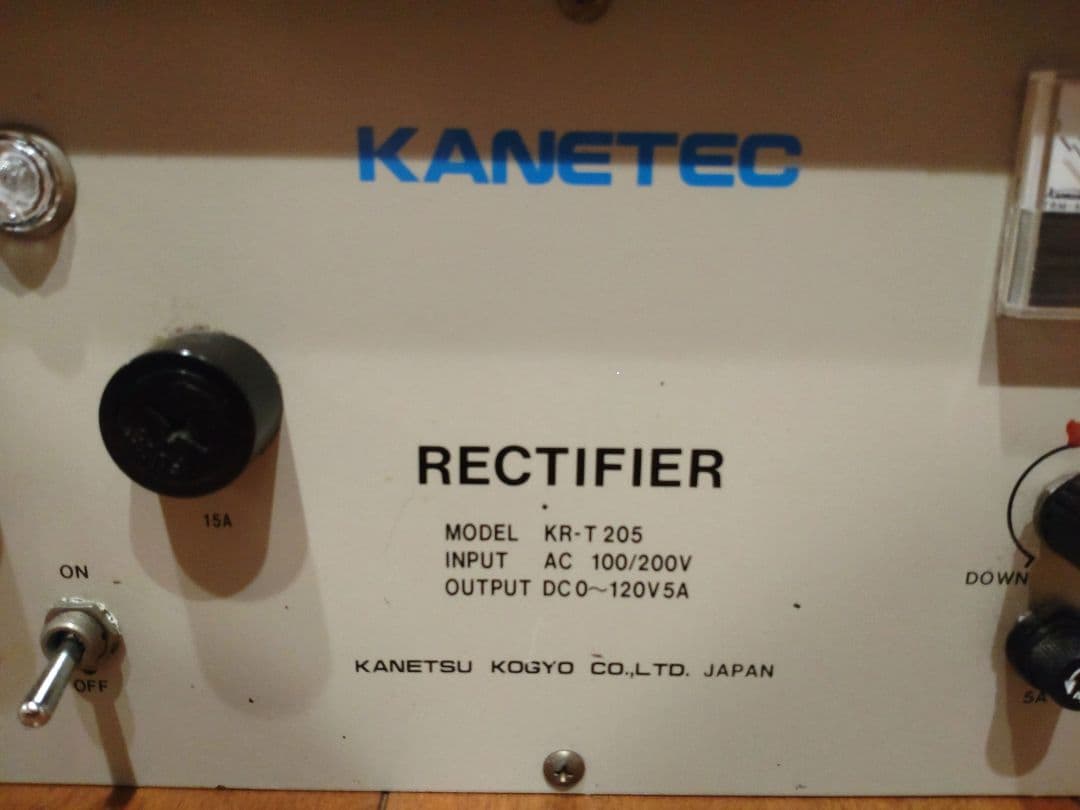 KANETEC
RECTIFIER
15A
MODEL KR-T 205
INPUT AC 100/200V
OUTPUT DC 0~120V 5A
ON
OFF
DOWN
5A
KANETSU KOGYO CO.,LTD. JAPAN